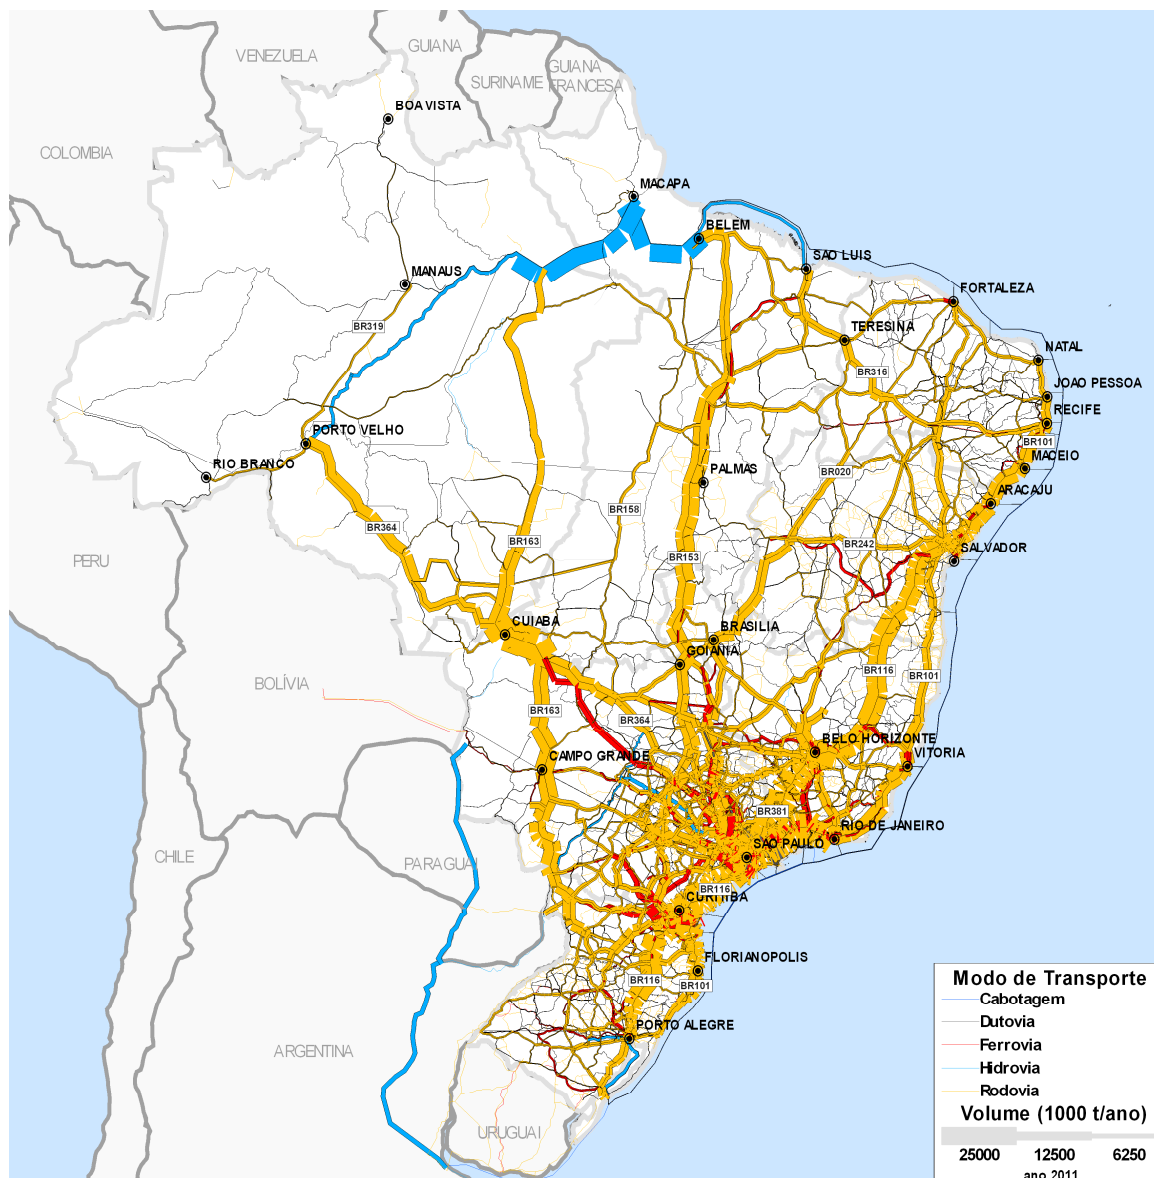 GUIANA
VENEZUELA
SURINAME
GUIANA
FRANCESA
BOA VISTA
COLOMBIA
MACAPA
BELEM
SAO LUIS
MANAUS
FORTALEZA
BR319
TERESINA
NATAL
BR316
JOAO PESSOA
RECIFE
PORTO VELHO
BR101
MACEIO
RIO BRANCO
PALMAS
BR020
ARACAJU
BR158
BR364
BR163
BR242
SALVADOR
PERU
BR153
CUIABA
BRASILIA
GOIANIA
BR116
BR101
BOLÍVIA
BR163
BR364
BELO HORIZONTE
VITORIA
CAMPO GRANDE
BR381
RIO DE JANEIRO
SAO PAULO
CHILE
PARAGUAI
BR116
CURITIBA
FLORIANOPOLIS
BR116
BR101
PORTO ALEGRE
ARGENTINA
URUGUAI
Modo de Transporte
Cabotagem
Dutovia
Ferrovia
Hidrovia
Rodovia
Volume (1000 t/ano)
25000 12500 6250
ano 2011